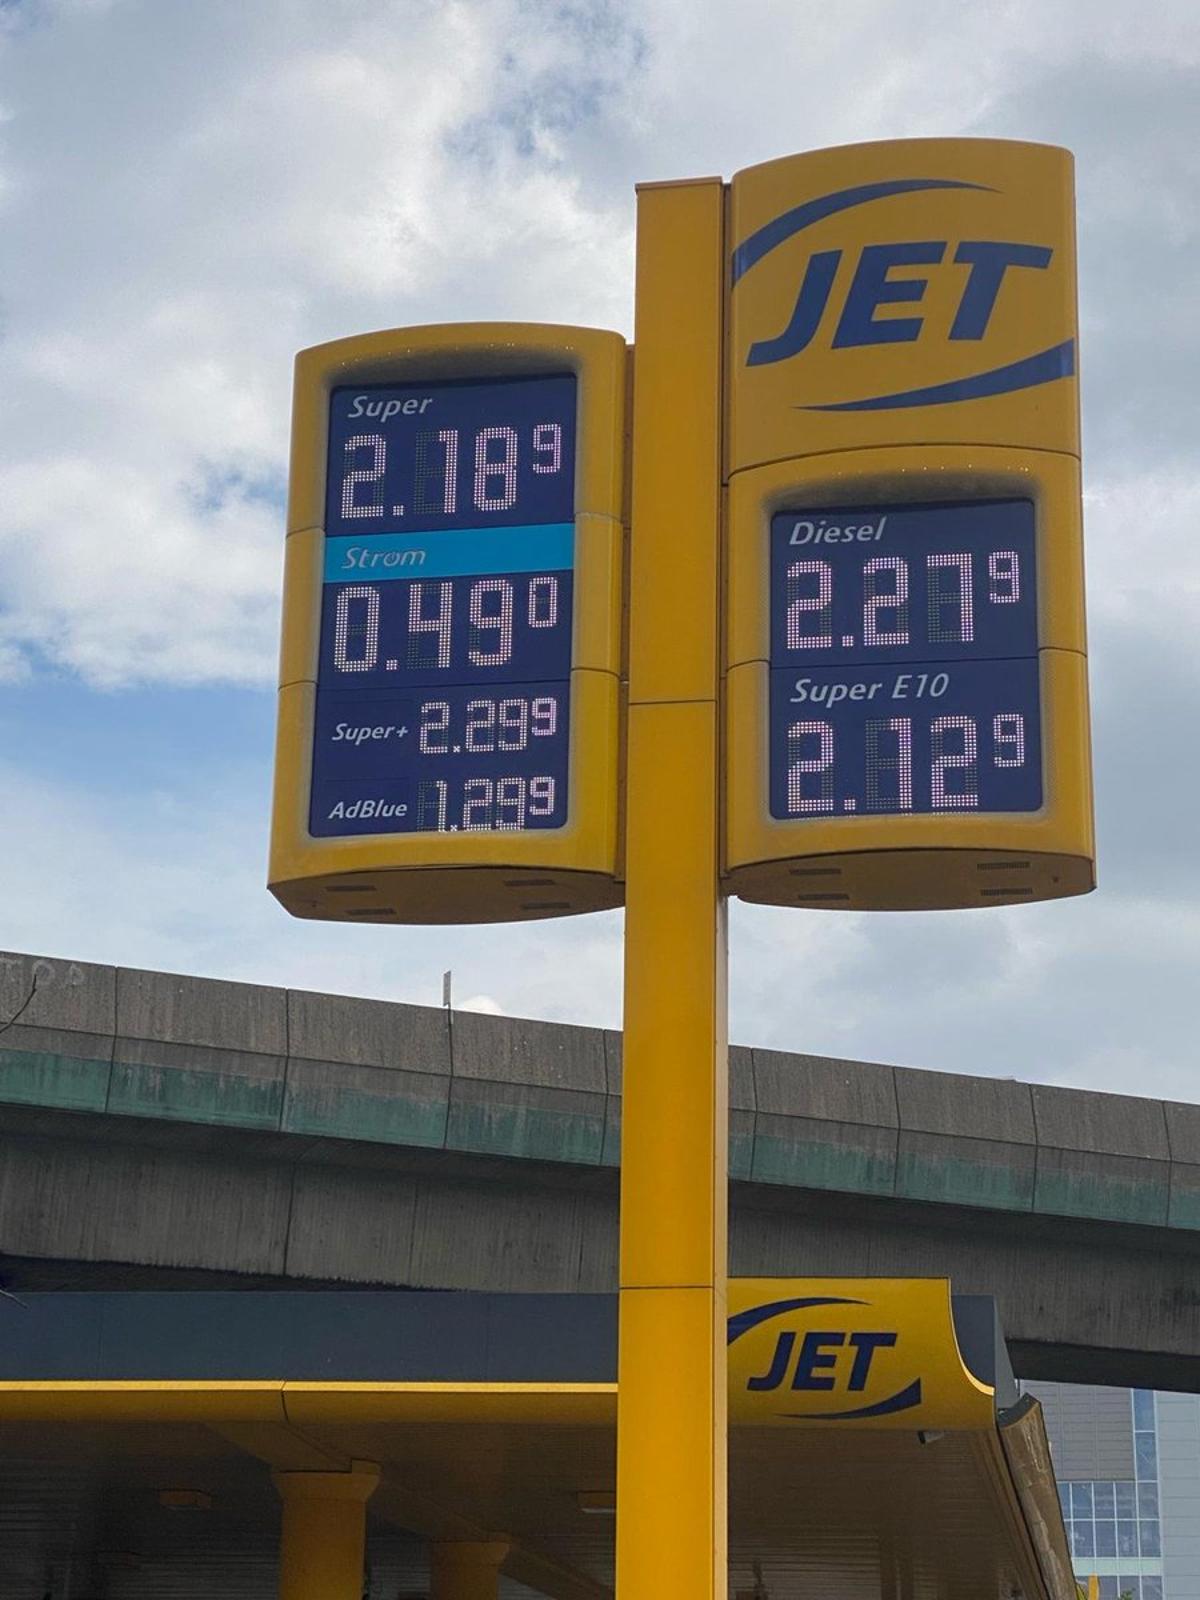 JET
Super
2.18⁹
Strom
0.49⁰
Super+ 2.29⁹
AdBlue 1.29⁹
Diesel
2.27⁹
Super E10
2.12⁹
JET
TOP